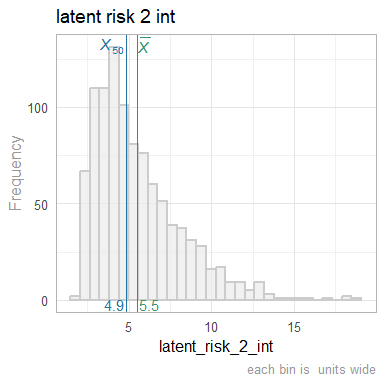 latent risk 2 int
X50 X̅
100
50
0
Frequency
4.9 5.5
5 10 15
latent_risk_2_int
each bin is  units wide